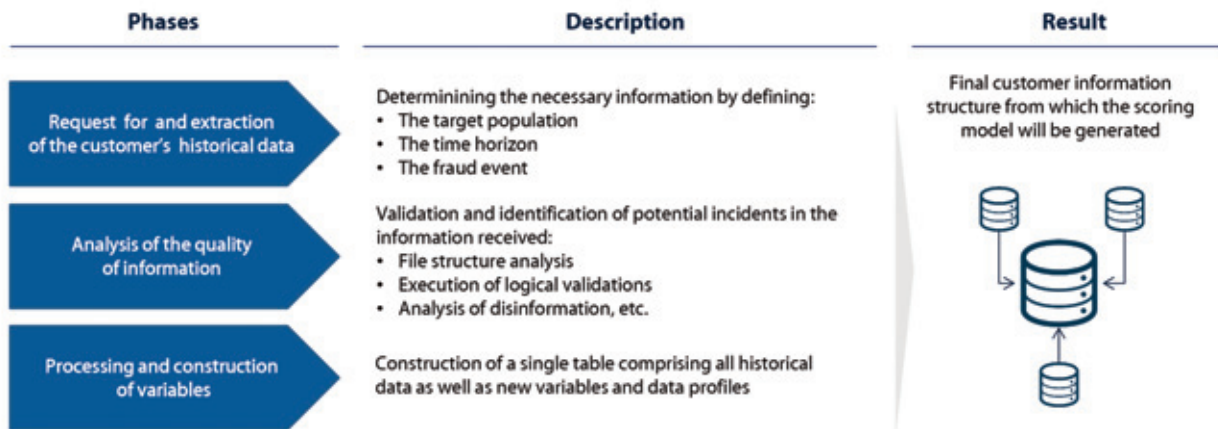 Phases
Description
Result
Request for and extraction
of the customer's historical data
Determinining the necessary information by defining:
• The target population
• The time horizon
• The fraud event
Final customer information
structure from which the scoring
model will be generated
Analysis of the quality
of information
Validation and identification of potential incidents in the
information received:
• File structure analysis
• Execution of logical validations
• Analysis of disinformation, etc.
Processing and construction
of variables
Construction of a single table comprising all historical
data as well as new variables and data profiles